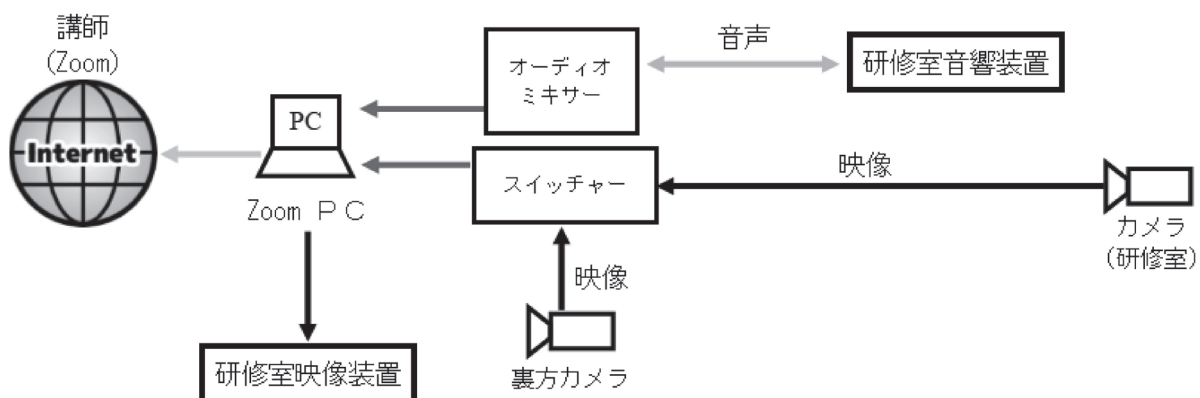 講師
(Zoom)
Internet
PC
Zoom PC
オーディオ
ミキサー
音声
研修室音響装置
スイッチャー
映像
カメラ
(研修室)
映像
裏方カメラ
研修室映像装置